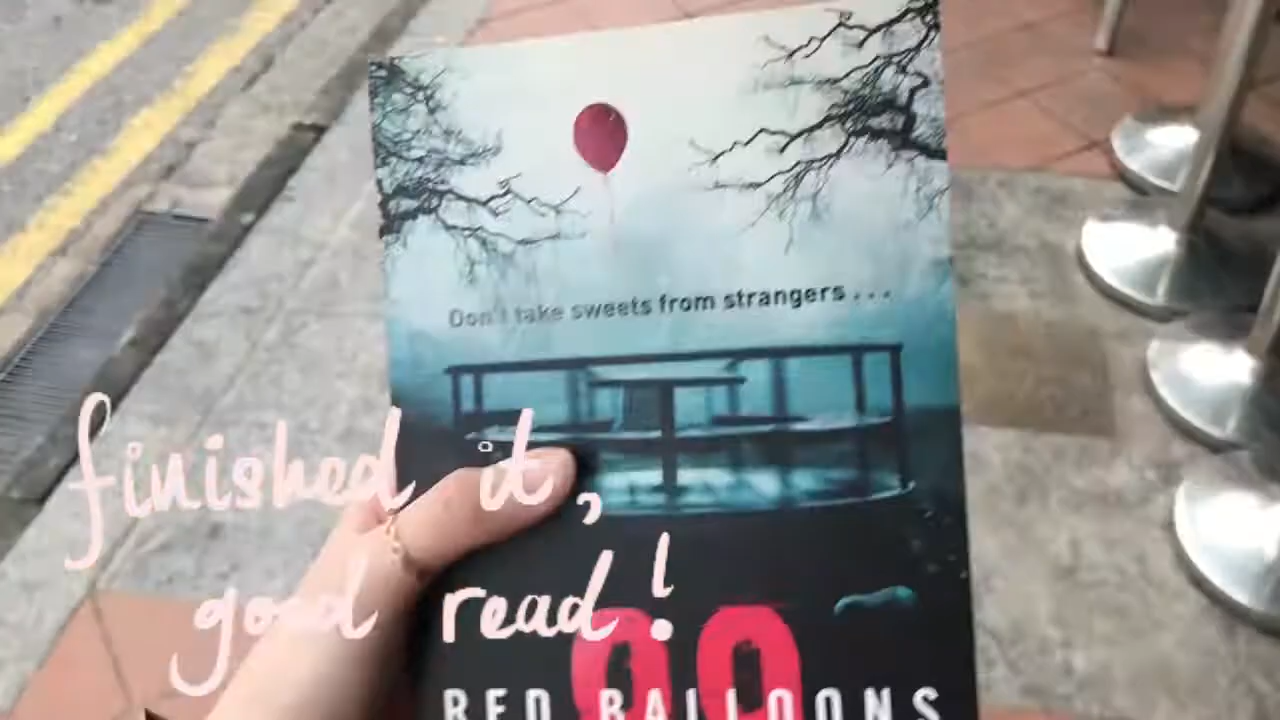 Don't take sweets from strangers...
finished it,
good read!
99
RED BALLOONS